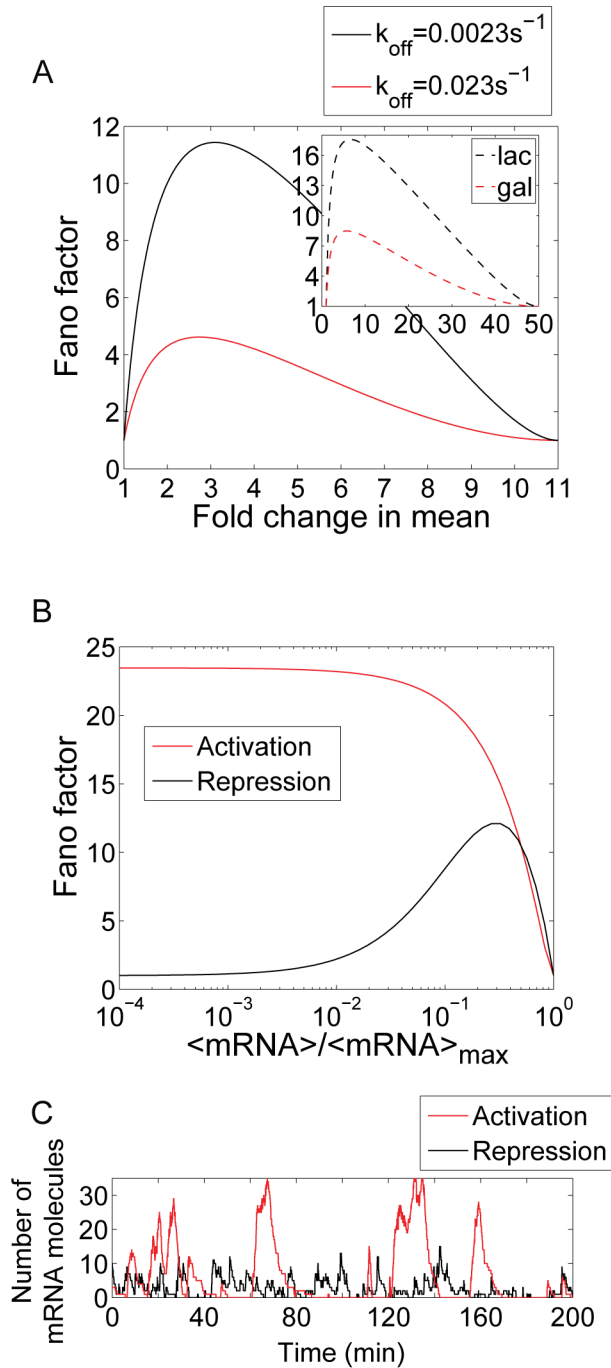 A
k_off=0.0023s⁻¹
k_off=0.023s⁻¹
12
10
8
6
4
2
0
Fano factor
1 2 3 4 5 6 7 8 9 10 11
Fold change in mean
16
13
10
7
4
1
0 10 20 30 40 50
lac
gal
B
25
20
15
10
5
0
Fano factor
Activation
Repression
10⁻⁴ 10⁻³ 10⁻² 10⁻¹ 10⁰
<mRNA>/<mRNA>max
C
Activation
Repression
Number of
mRNA molecules
30
20
10
0
0 40 80 120 160 200
Time (min)